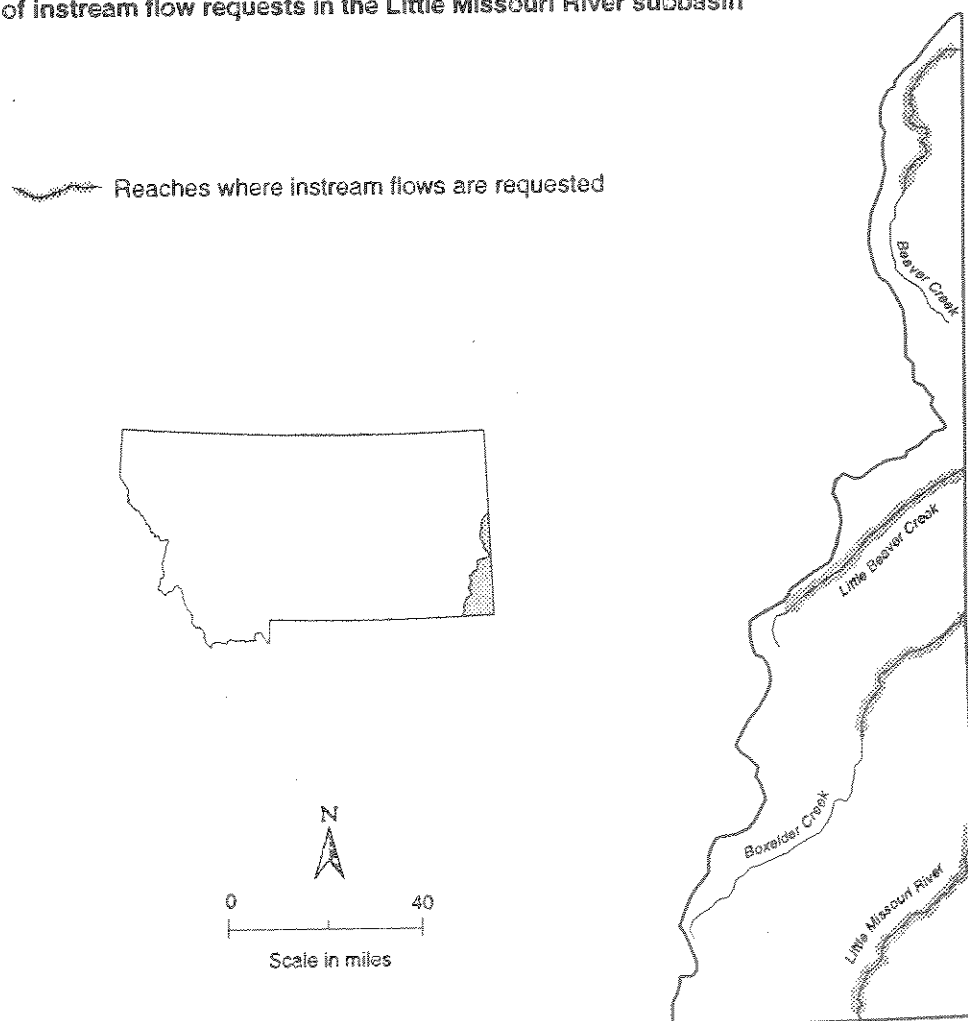 of instream flow requests in the Little Missouri River subbasin
Reaches where instream flows are requested
Beaver Creek
Little Beaver Creek
Boxelder Creek
Little Missouri River
N
0 40
Scale in miles